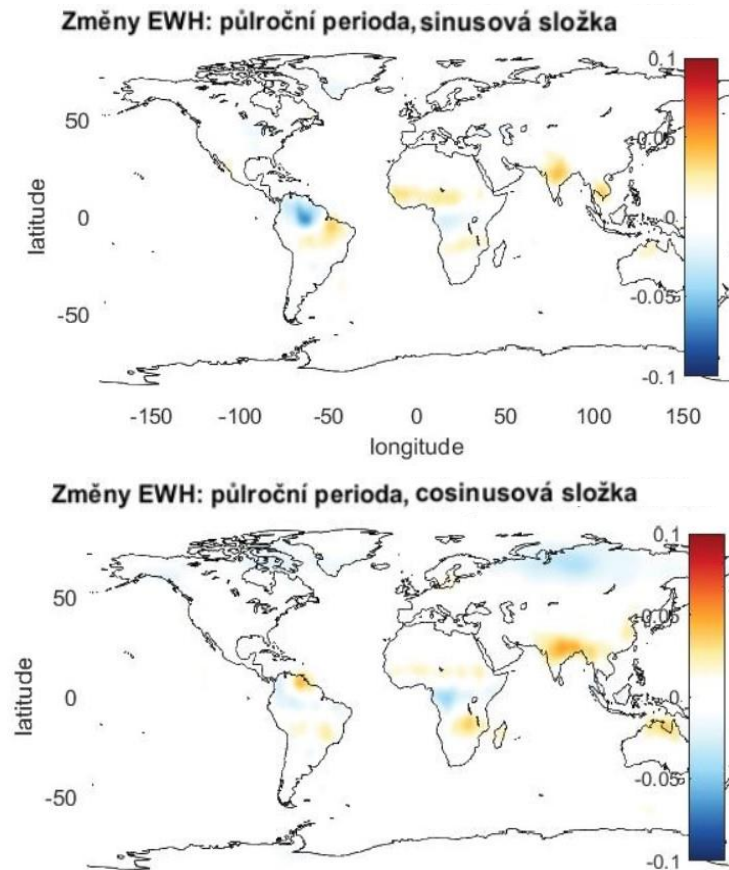 Změny EWH: půlroční perioda, sinusová složka
0.1
50
0.05
latitude
0
0
-50
-0.05
-0.1
-150 -100 -50 0 50 100 150
longitude
Změny EWH: půlroční perioda, cosinusová složka
0.1
50
0.05
latitude
0
0
-50
-0.05
-0.1